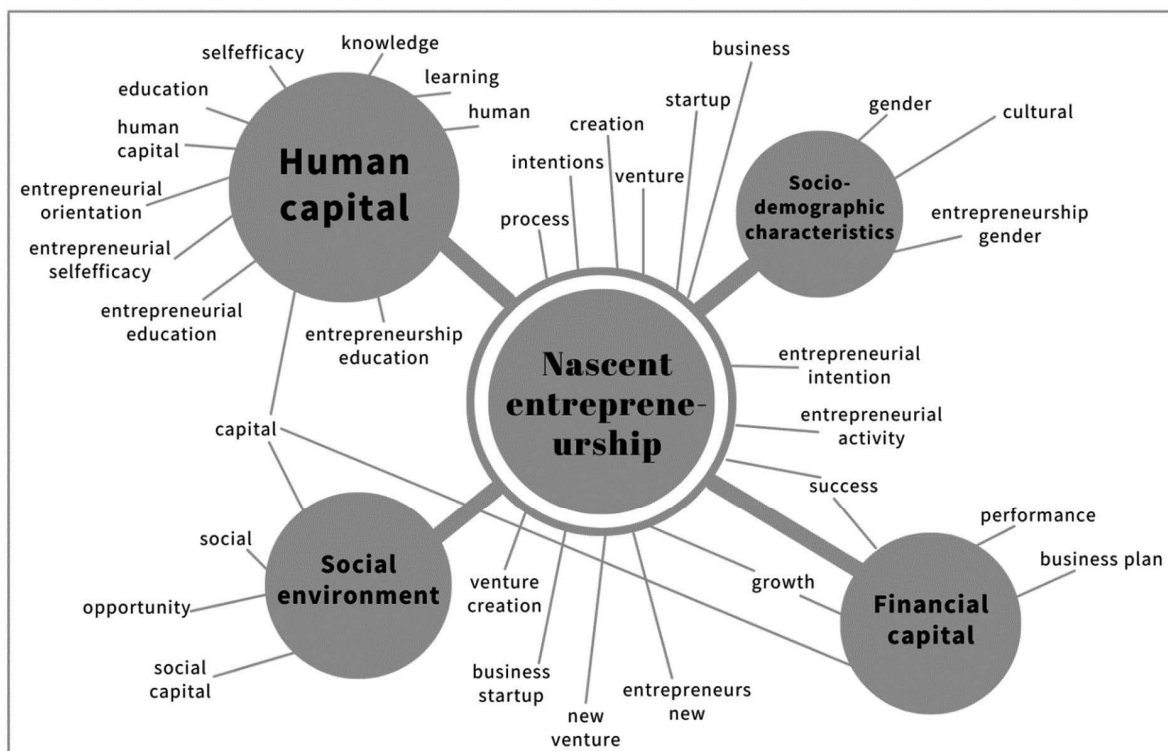 selfefficacy
knowledge
business
education
learning
human
human
capital
startup
gender
cultural
creation
intentions
venture
process
Human
capital
Socio-
demographic
characteristics
entrepreneurial
orientation
entrepreneurship
gender
entrepreneurial
selfefficacy
entrepreneurial
education
entrepreneurship
education
Nascent
entreprene-
urship
entrepreneurial
intention
entrepreneurial
activity
capital
success
performance
business plan
social
opportunity
social
capital
Social
environment
venture
creation
growth
Financial
capital
business
startup
new
venture
entrepreneurs
new